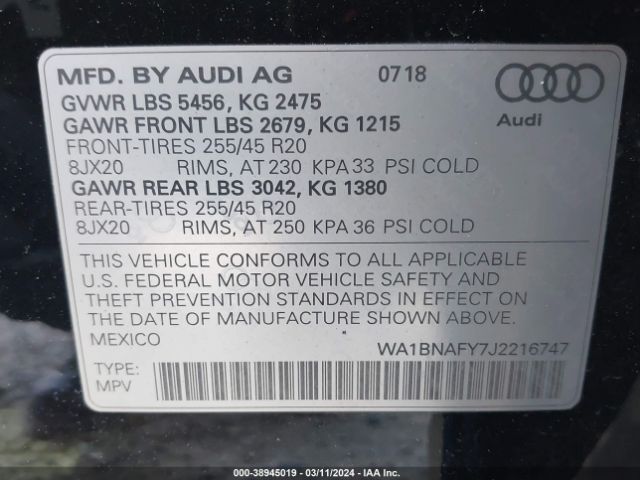 MFD. BY AUDI AG 0718
GVWR LBS 5456, KG 2475
GAWR FRONT LBS 2679, KG 1215
FRONT-TIRES 255/45 R20
8JX20 RIMS, AT 230 KPA 33 PSI COLD
GAWR REAR LBS 3042, KG 1380
REAR-TIRES 255/45 R20
8JX20 RIMS, AT 250 KPA 36 PSI COLD
Audi
THIS VEHICLE CONFORMS TO ALL APPLICABLE
U.S. FEDERAL MOTOR VEHICLE SAFETY AND
THEFT PREVENTION STANDARDS IN EFFECT ON
THE DATE OF MANUFACTURE SHOWN ABOVE.
MEXICO
WA1BNAFY7J2216747
TYPE:
MPV
000-38945019 - 03/11/2024 - IAA Inc.